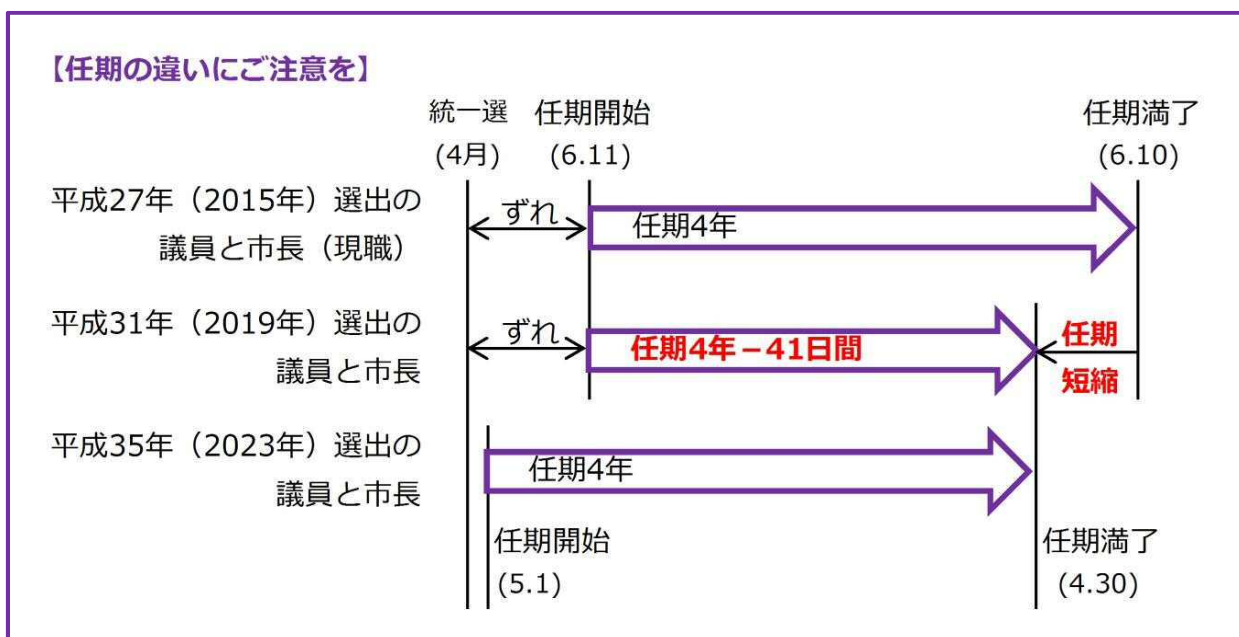 【任期の違いにご注意を】
統一選 任期開始 任期満了
(4月) (6.11) (6.10)
平成27年（2015年）選出の
議員と市長（現職）
ずれ
任期4年
平成31年（2019年）選出の
議員と市長
ずれ
任期4年－41日間
任期
短縮
平成35年（2023年）選出の
議員と市長
任期4年
任期開始 任期満了
(5.1) (4.30)